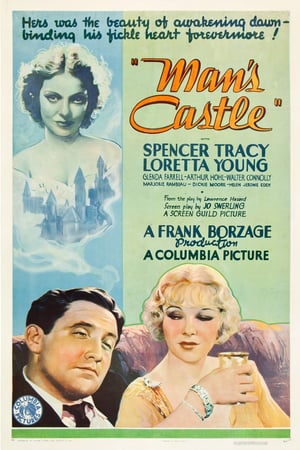 Hers was the beauty of awakening dawn-
binding his fickle heart forevermore!
"Man's
Castle"
WITH
SPENCER TRACY
LORETTA YOUNG
GLENDA FARRELL - ARTHUR HOHL - WALTER CONNOLLY
MARJORIE RAMBEAU - DICKIE MOORE - HELEN JEROME EDDY
From the play by Lawrence Hazard
Screen play by JO SWERLING
A SCREEN GUILD PICTURE
A FRANK BORZAGE
Production
A COLUMBIA PICTURE
COLUMBIA
PICTURES